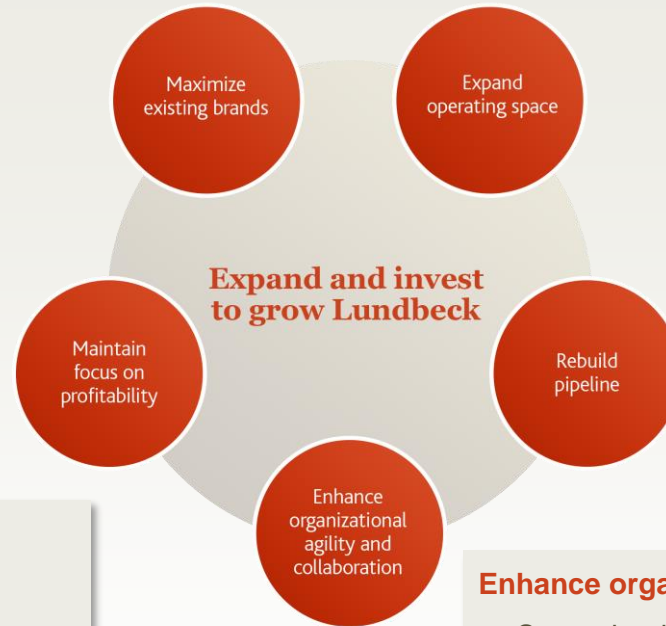 Maximize
existing brands
Expand
operating space
Expand and invest
to grow Lundbeck
Maintain
focus on
profitability
Rebuild
pipeline
Enhance
organizational
agility and
collaboration
Enhance